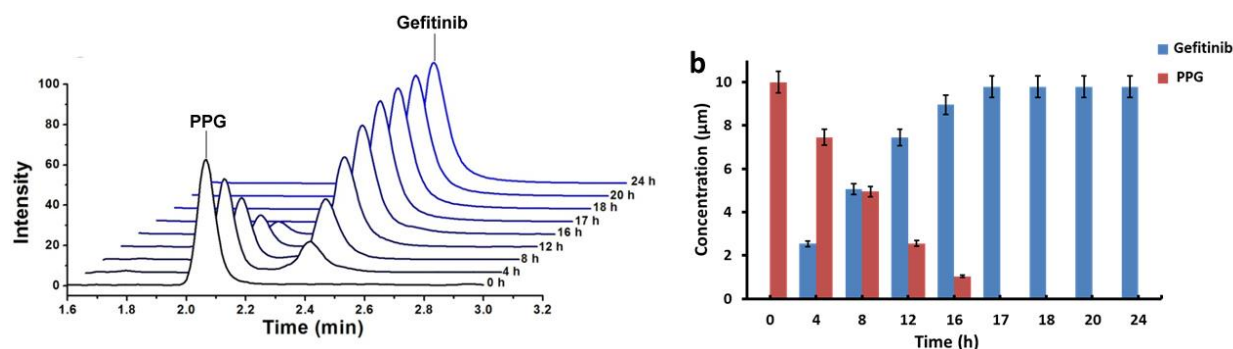 Gefitinib
PPG
Intensity
100
80
60
40
20
0
24 h
20 h
18 h
17 h
16 h
12 h
8 h
4 h
0 h
1.6 1.8 2.0 2.2 2.4 2.6 2.8 3.0 3.2
Time (min)
b
Gefitinib
PPG
Concentration (µm)
10
8
6
4
2
0
0 4 8 12 16 17 18 20 24
Time (h)